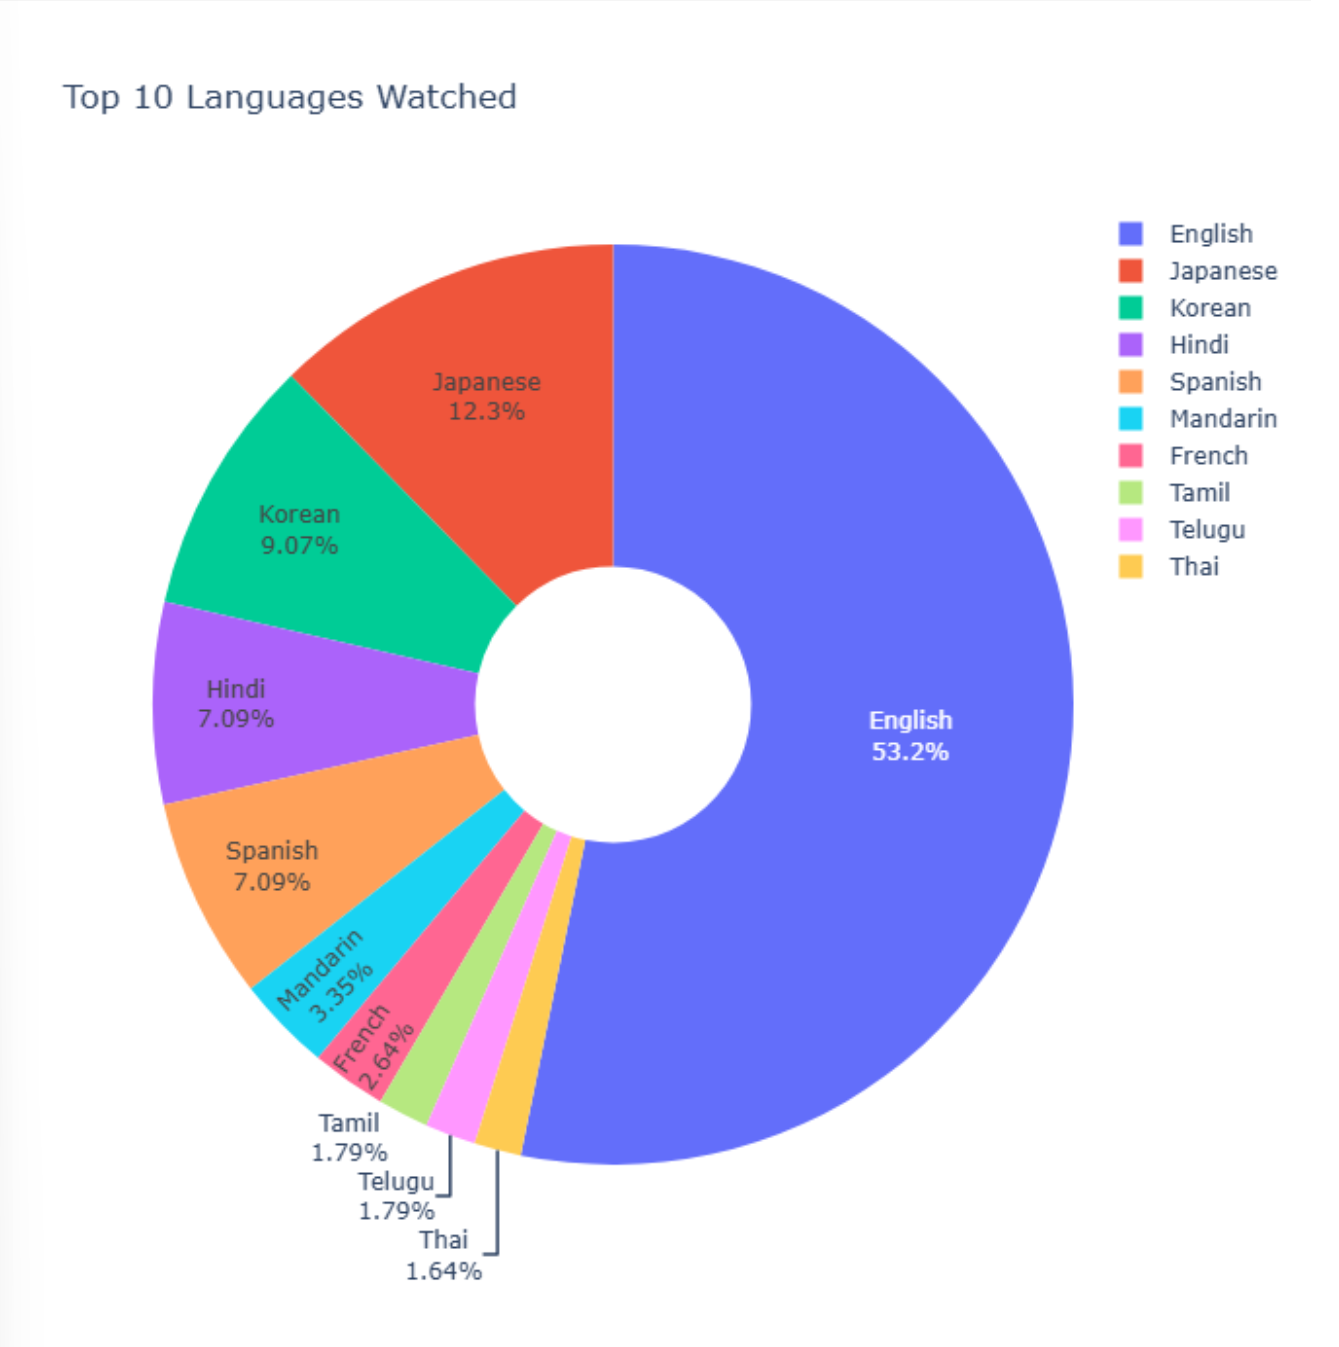 Top 10 Languages Watched
English
Japanese
Korean
Hindi
Spanish
Mandarin
French
Tamil
Telugu
Thai
Japanese
12.3%
Korean
9.07%
Hindi
7.09%
English
53.2%
Spanish
7.09%
Mandarin
3.35%
French
2.64%
Tamil
1.79%
Telugu
1.79%
Thai
1.64%